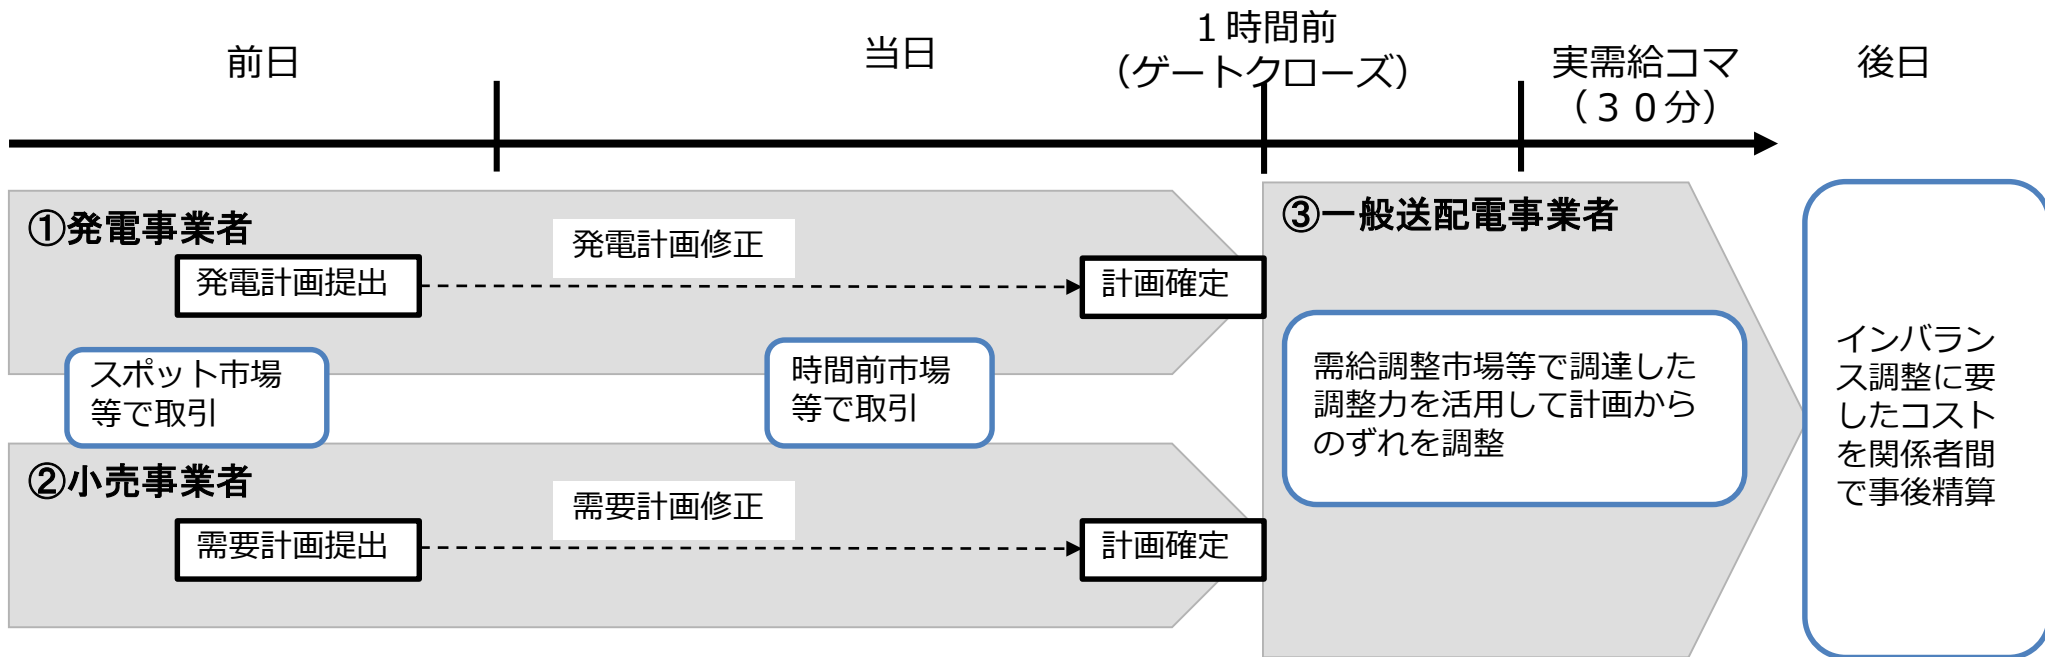 前日
当日
１時間前
（ゲートクローズ）
実需給コマ
（３０分）
後日
①発電事業者
発電計画修正
発電計画提出
計画確定
スポット市場
等で取引
時間前市場
等で取引
②小売事業者
需要計画修正
需要計画提出
計画確定
③一般送配電事業者
需給調整市場等で調達した
調整力を活用して計画から
のずれを調整
インバラン
ス調整に要
したコスト
を関係者間
で事後精算